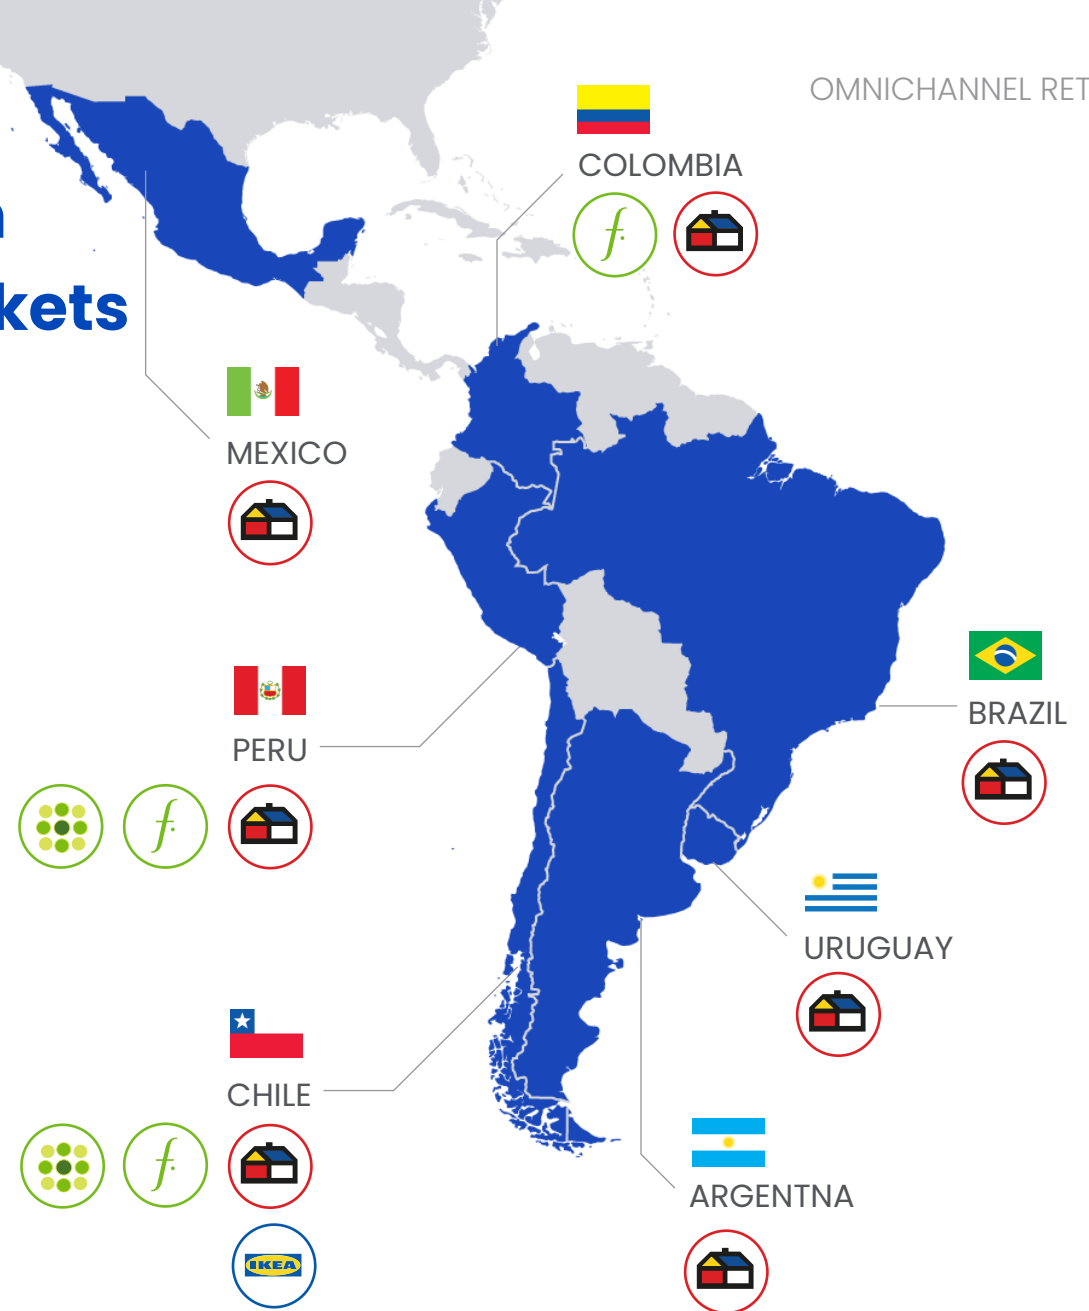 OMNICHANNEL RET
COLOMBIA
f.
kets
MEXICO
PERU
f.
BRAZIL
URUGUAY
CHILE
f.
IKEA
ARGENTNA